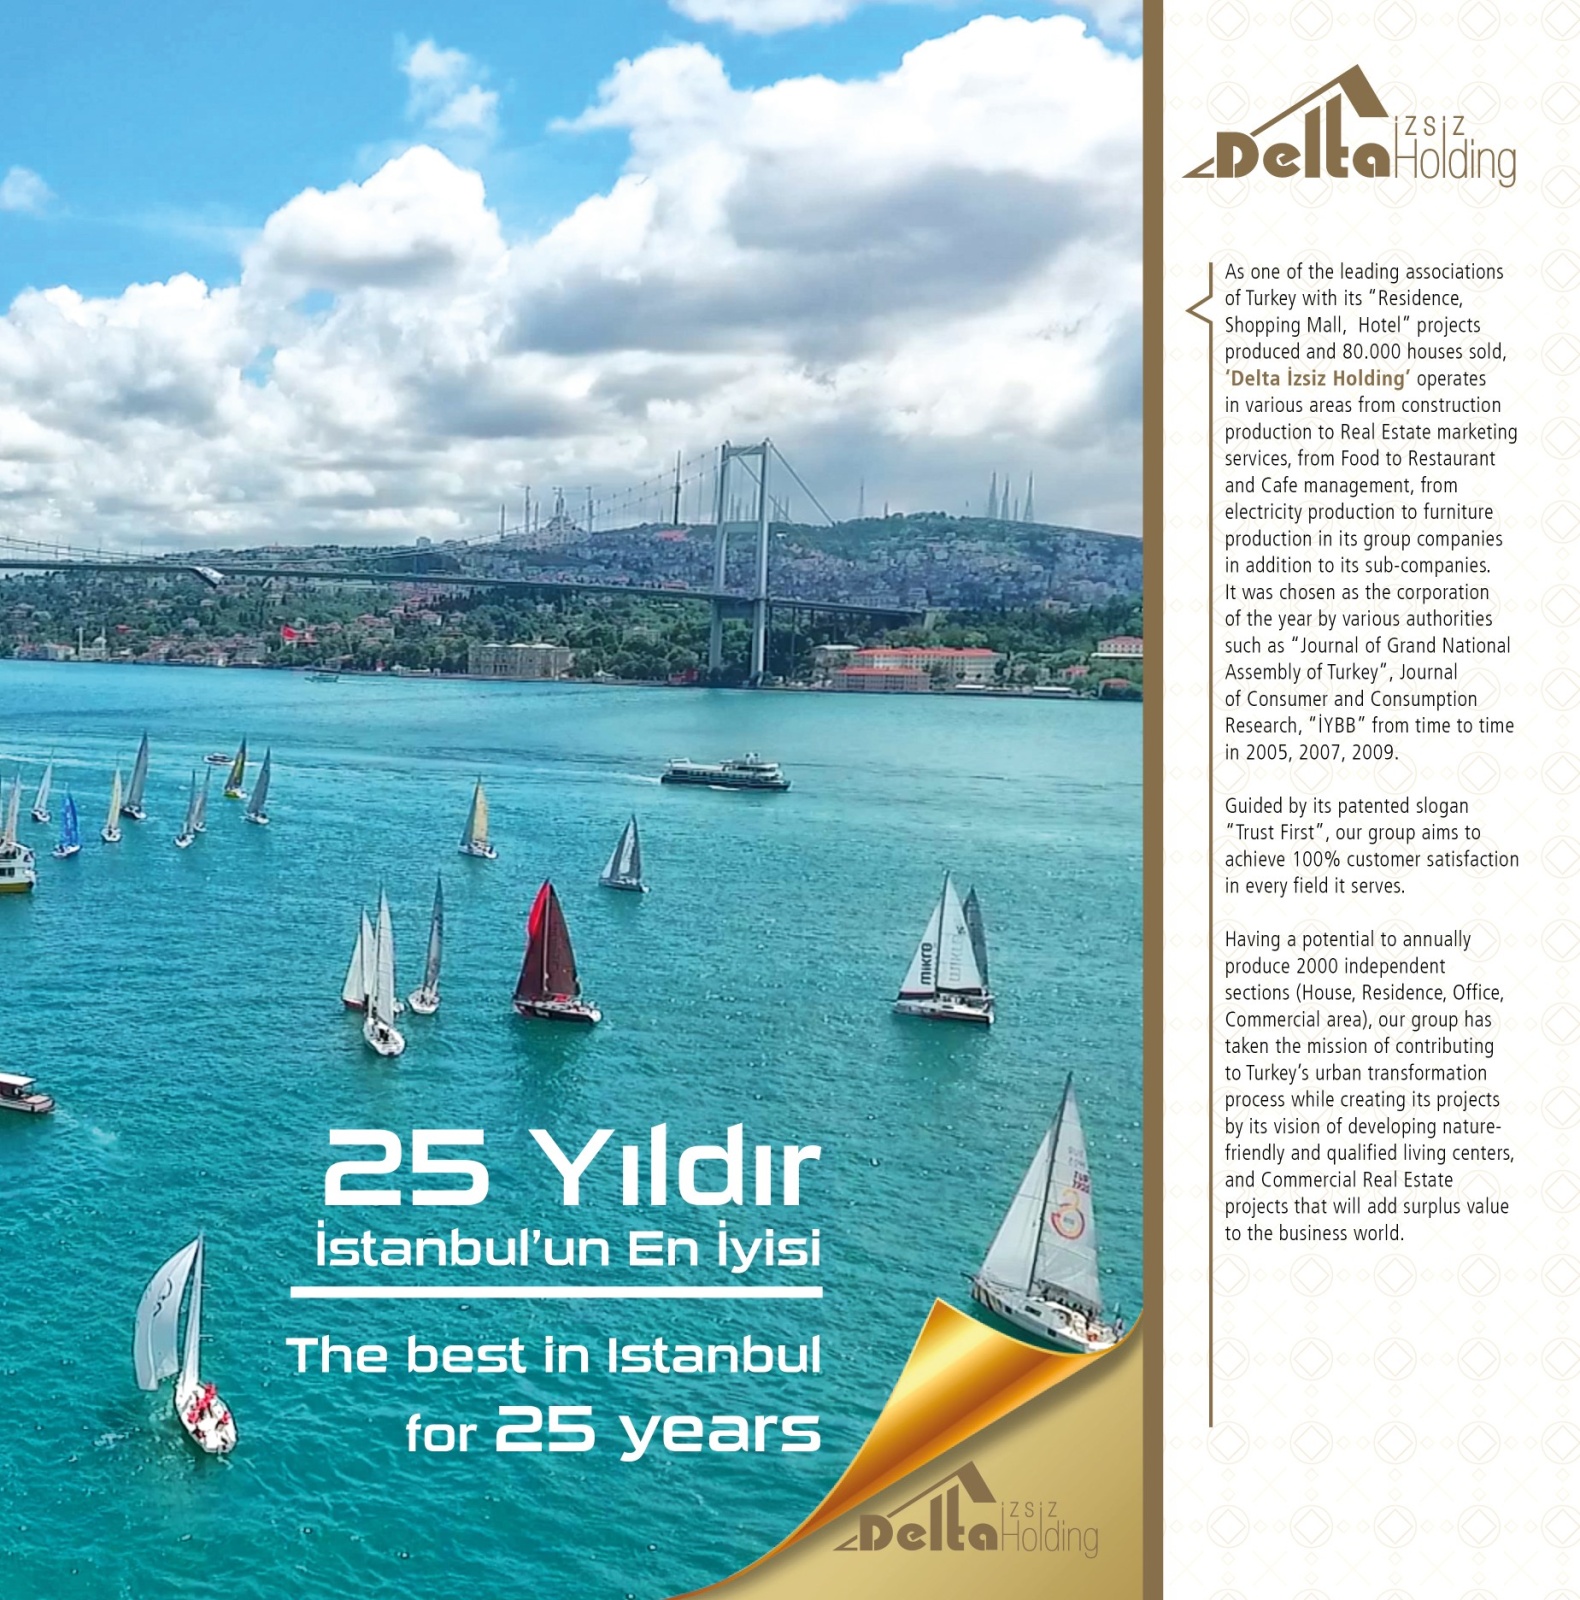 Delta izsiz Holding
As one of the leading associations
of Turkey with its “Residence,
Shopping Mall, Hotel” projects
produced and 80.000 houses sold,
‘Delta İzsiz Holding’ operates
in various areas from construction
production to Real Estate marketing
services, from Food to Restaurant
and Cafe management, from
electricity production to furniture
production in its group companies
in addition to its sub-companies.
It was chosen as the corporation
of the year by various authorities
such as “Journal of Grand National
Assembly of Turkey”, Journal
of Consumer and Consumption
Research, “İYBB” from time to time
in 2005, 2007, 2009.
Guided by its patented slogan
“Trust First”, our group aims to
achieve 100% customer satisfaction
in every field it serves.
Having a potential to annually
produce 2000 independent
sections (House, Residence, Office,
Commercial area), our group has
taken the mission of contributing
to Turkey’s urban transformation
process while creating its projects
by its vision of developing nature-
friendly and qualified living centers,
and Commercial Real Estate
projects that will add surplus value
to the business world.
mikro
25 Yıldır
İstanbul’un En İyisi
The best in Istanbul
for 25 years
Delta izsiz Holding